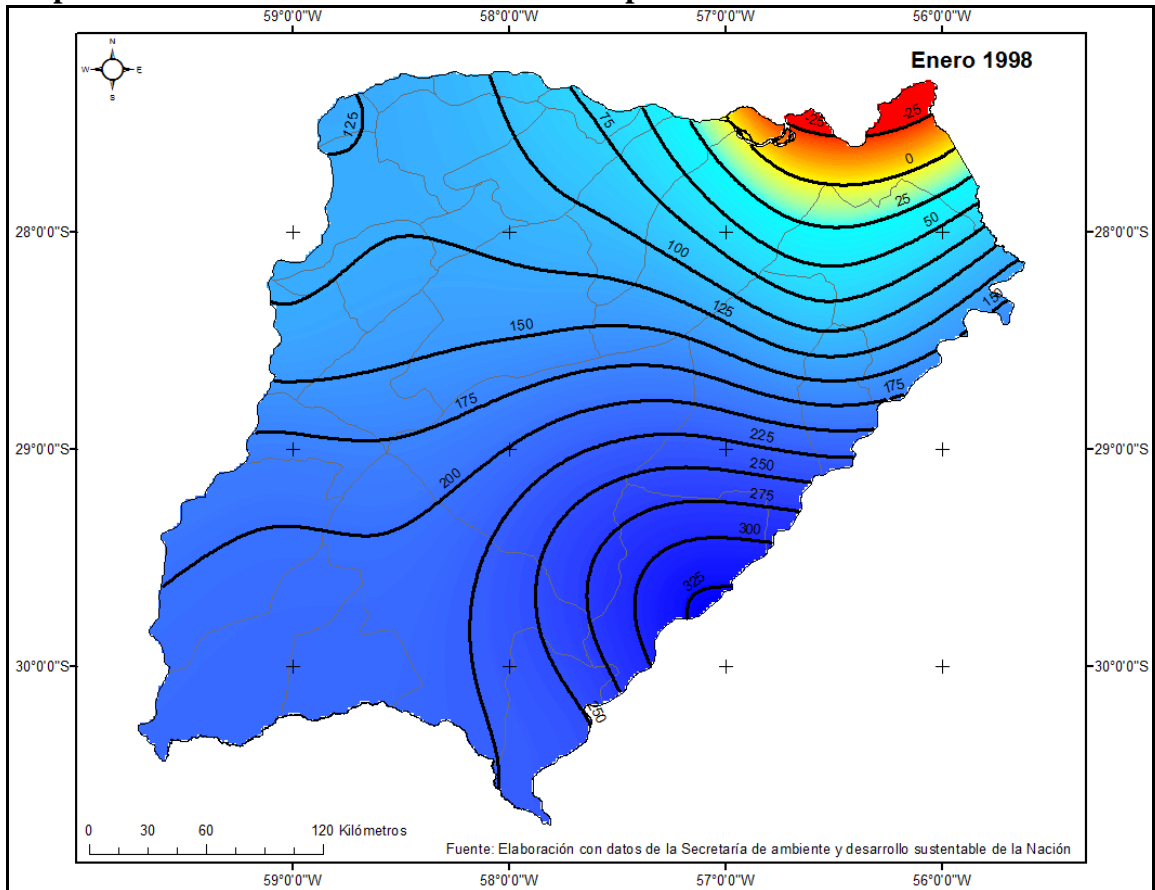 59°0'0"W 58°0'0"W 57°0'0"W 56°0'0"W
N
W E
S
Enero 1998
125
75
-25
-25
0
25
50
28°0'0"S
28°0'0"S
100
125
150
150
175
175
29°0'0"S
29°0'0"S
200
225
250
275
300
325
30°0'0"S
30°0'0"S
250
0 30 60 120 Kilómetros
Fuente: Elaboración con datos de la Secretaría de ambiente y desarrollo sustentable de la Nación
59°0'0"W 58°0'0"W 57°0'0"W 56°0'0"W